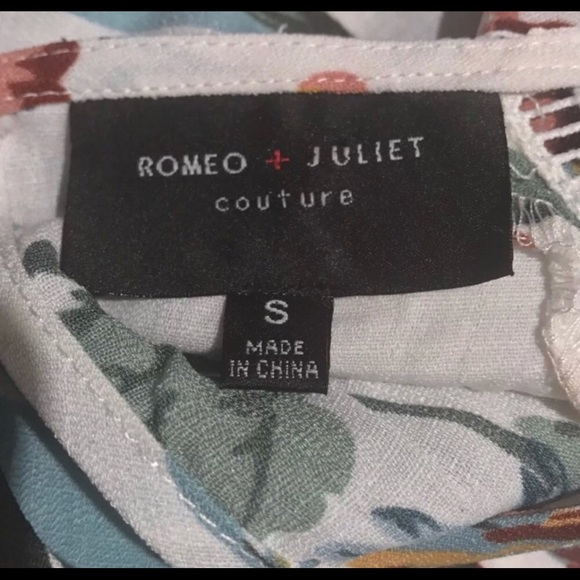 ROMEO + JULIET
couture
S
MADE
IN CHINA